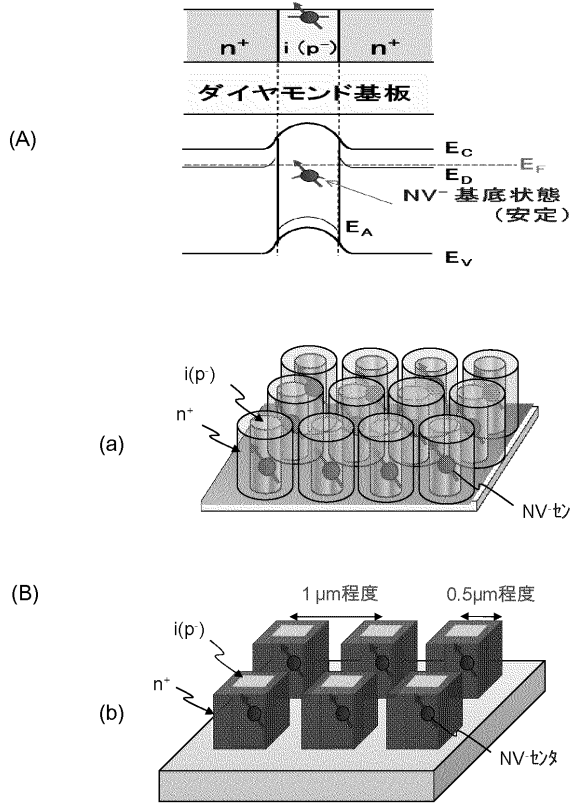 n⁺ i (p⁻) n⁺
ダイヤモンド基板
(A)
E_C
E_F
E_D
NV⁻ 基底状態
(安定)
E_A
E_V
i(p⁻)
n⁺
(a)
NV⁻セン
(B)
1 μm程度
0.5μm程度
i(p⁻)
n⁺
(b)
NV⁻センタ